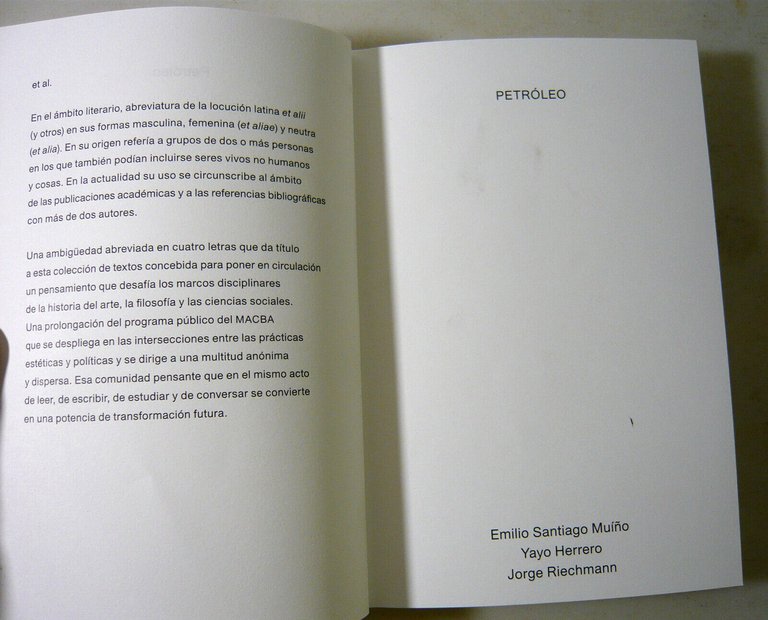 et al.
En el ámbito literario, abreviatura de la locución latina et alii
(y otros) en sus formas masculina, femenina (et aliae) y neutra
(et alia). En su origen refería a grupos de dos o más personas
en los que también podían incluirse seres vivos no humanos
y cosas. En la actualidad su uso se circunscribe al ámbito
de las publicaciones académicas y a las referencias bibliográficas
con más de dos autores.
Una ambigüedad abreviada en cuatro letras que da título
a esta colección de textos concebida para poner en circulación
un pensamiento que desafía los marcos disciplinares
de la historia del arte, la filosofía y las ciencias sociales.
Una prolongación del programa público del MACBA
que se despliega en las intersecciones entre las prácticas
estéticas y políticas y se dirige a una multitud anónima
y dispersa. Esa comunidad pensante que en el mismo acto
de leer, de escribir, de estudiar y de conversar se convierte
en una potencia de transformación futura.
PETRÓLEO
Emilio Santiago Muíño
Yayo Herrero
Jorge Riechmann